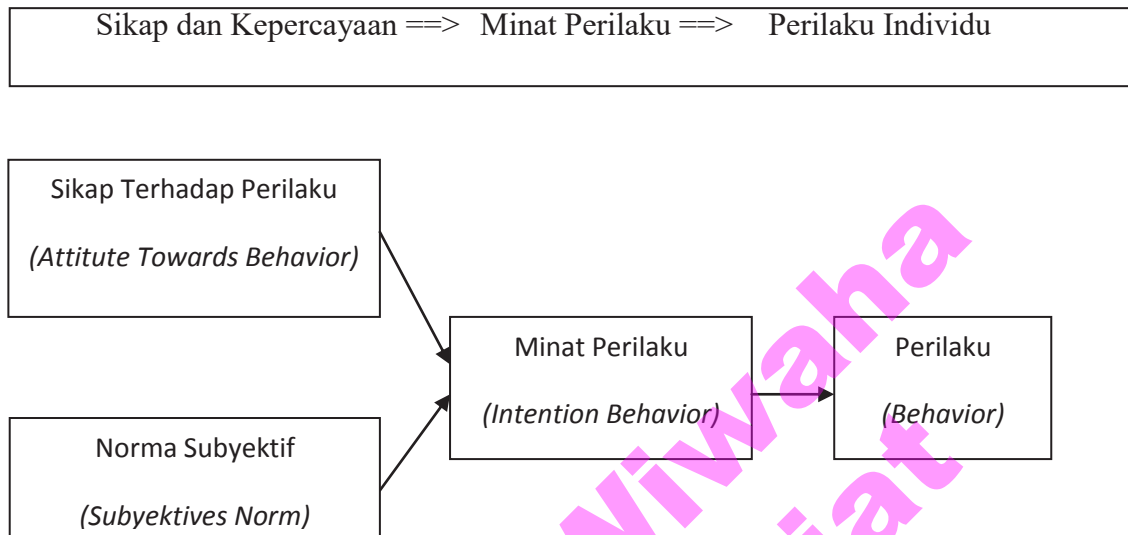 Sikap dan Kepercayaan ==> Minat Perilaku ==> Perilaku Individu
Sikap Terhadap Perilaku
(Attitute Towards Behavior)
Minat Perilaku
(Intention Behavior)
Perilaku
(Behavior)
Norma Subyektif
(Subyektives Norm)
Wiwaha